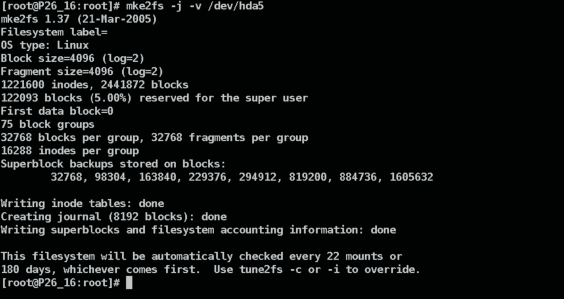 [root@P26_16:root]# mke2fs -j -v /dev/hda5
mke2fs 1.37 (21-Mar-2005)
Filesystem label=
OS type: Linux
Block size=4096 (log=2)
Fragment size=4096 (log=2)
1221600 inodes, 2441872 blocks
122093 blocks (5.00%) reserved for the super user
First data block=0
75 block groups
32768 blocks per group, 32768 fragments per group
16288 inodes per group
Superblock backups stored on blocks:
32768, 98304, 163840, 229376, 294912, 819200, 884736, 1605632
Writing inode tables: done
Creating journal (8192 blocks): done
Writing superblocks and filesystem accounting information: done
This filesystem will be automatically checked every 22 mounts or
180 days, whichever comes first.  Use tune2fs -c or -i to override.
[root@P26_16:root]#